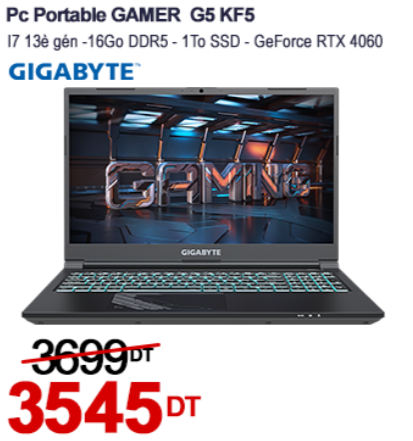 Pc Portable GAMER G5 KF5
I7 13è gén -16Go DDR5 - 1To SSD - GeForce RTX 4060
GIGABYTE™
GAMING
GIGABYTE
3699DT
3545DT